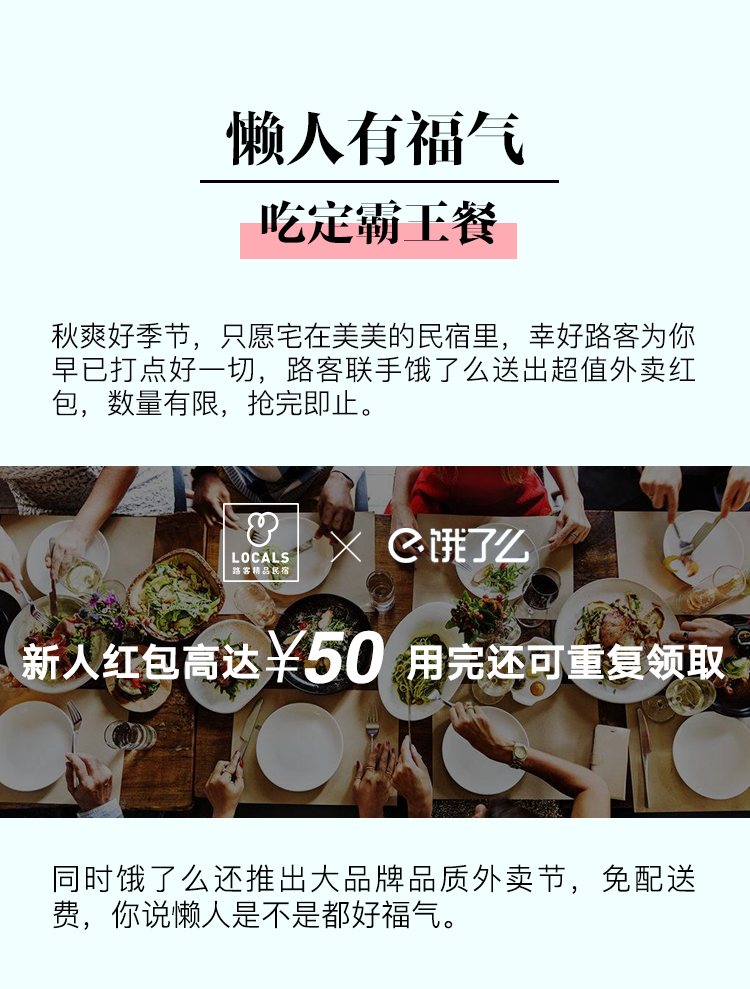 懒人有福气
吃定霸王餐
秋爽好季节，只愿宅在美美的民宿里，幸好路客为你
早已打点好一切，路客联手饿了么送出超值外卖红
包，数量有限，抢完即止。
LOCALS
路客精品民宿
× e·饿了么
新人红包高达¥50 用完还可重复领取
同时饿了么还推出大品牌品质外卖节，免配送
费，你说懒人是不是都好福气。